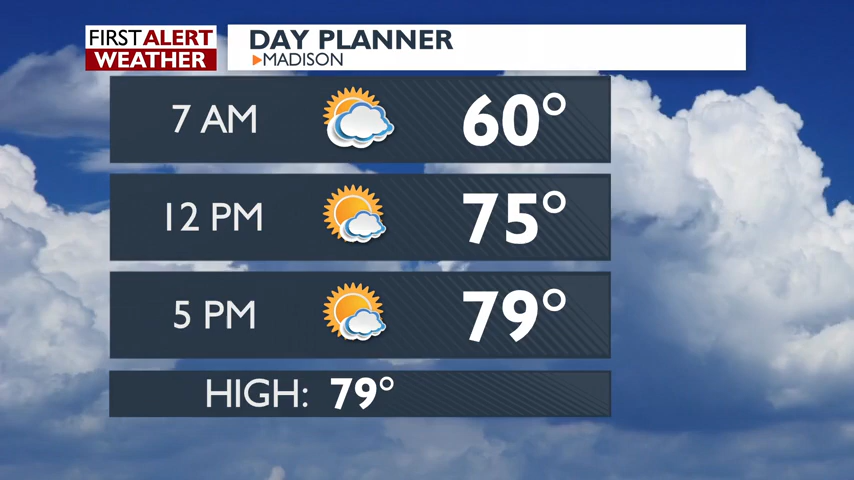 FIRST ALERT
WEATHER
DAY PLANNER
MADISON
7 AM 60°
12 PM 75°
5 PM 79°
HIGH: 79°